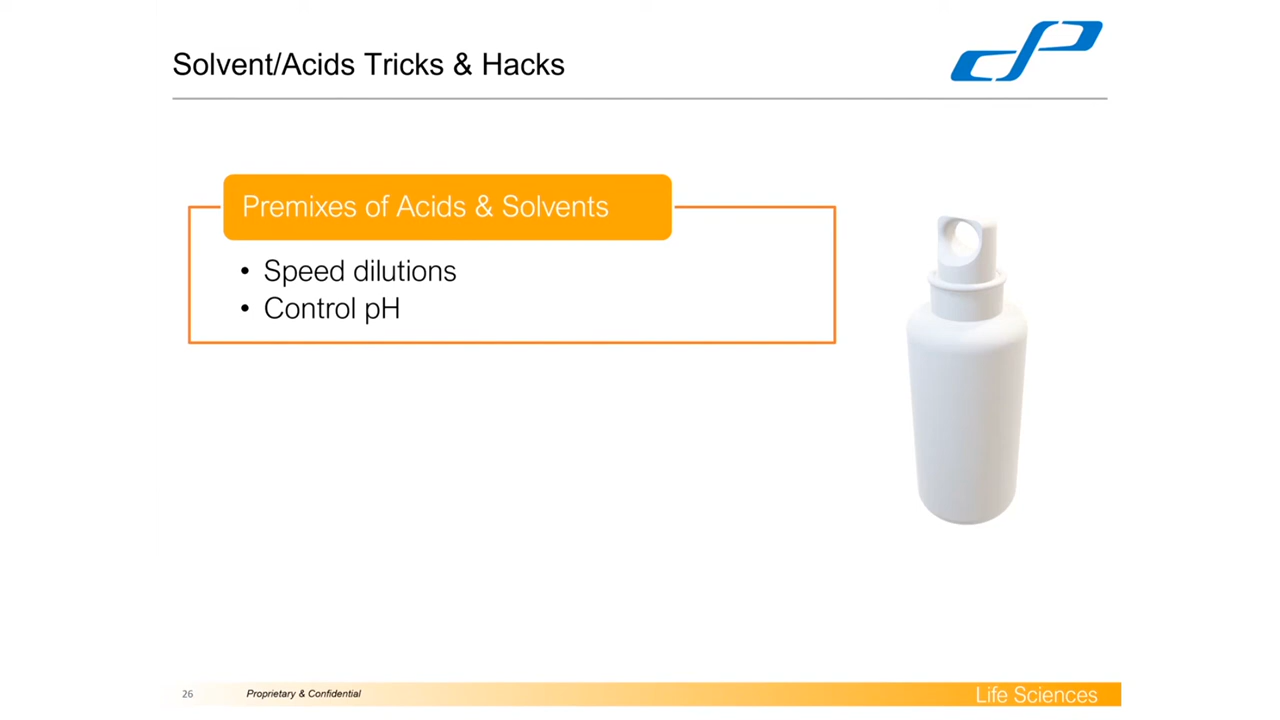 Solvent/Acids Tricks & Hacks
Premixes of Acids & Solvents
• Speed dilutions
• Control pH
26
Proprietary & Confidential
Life Sciences